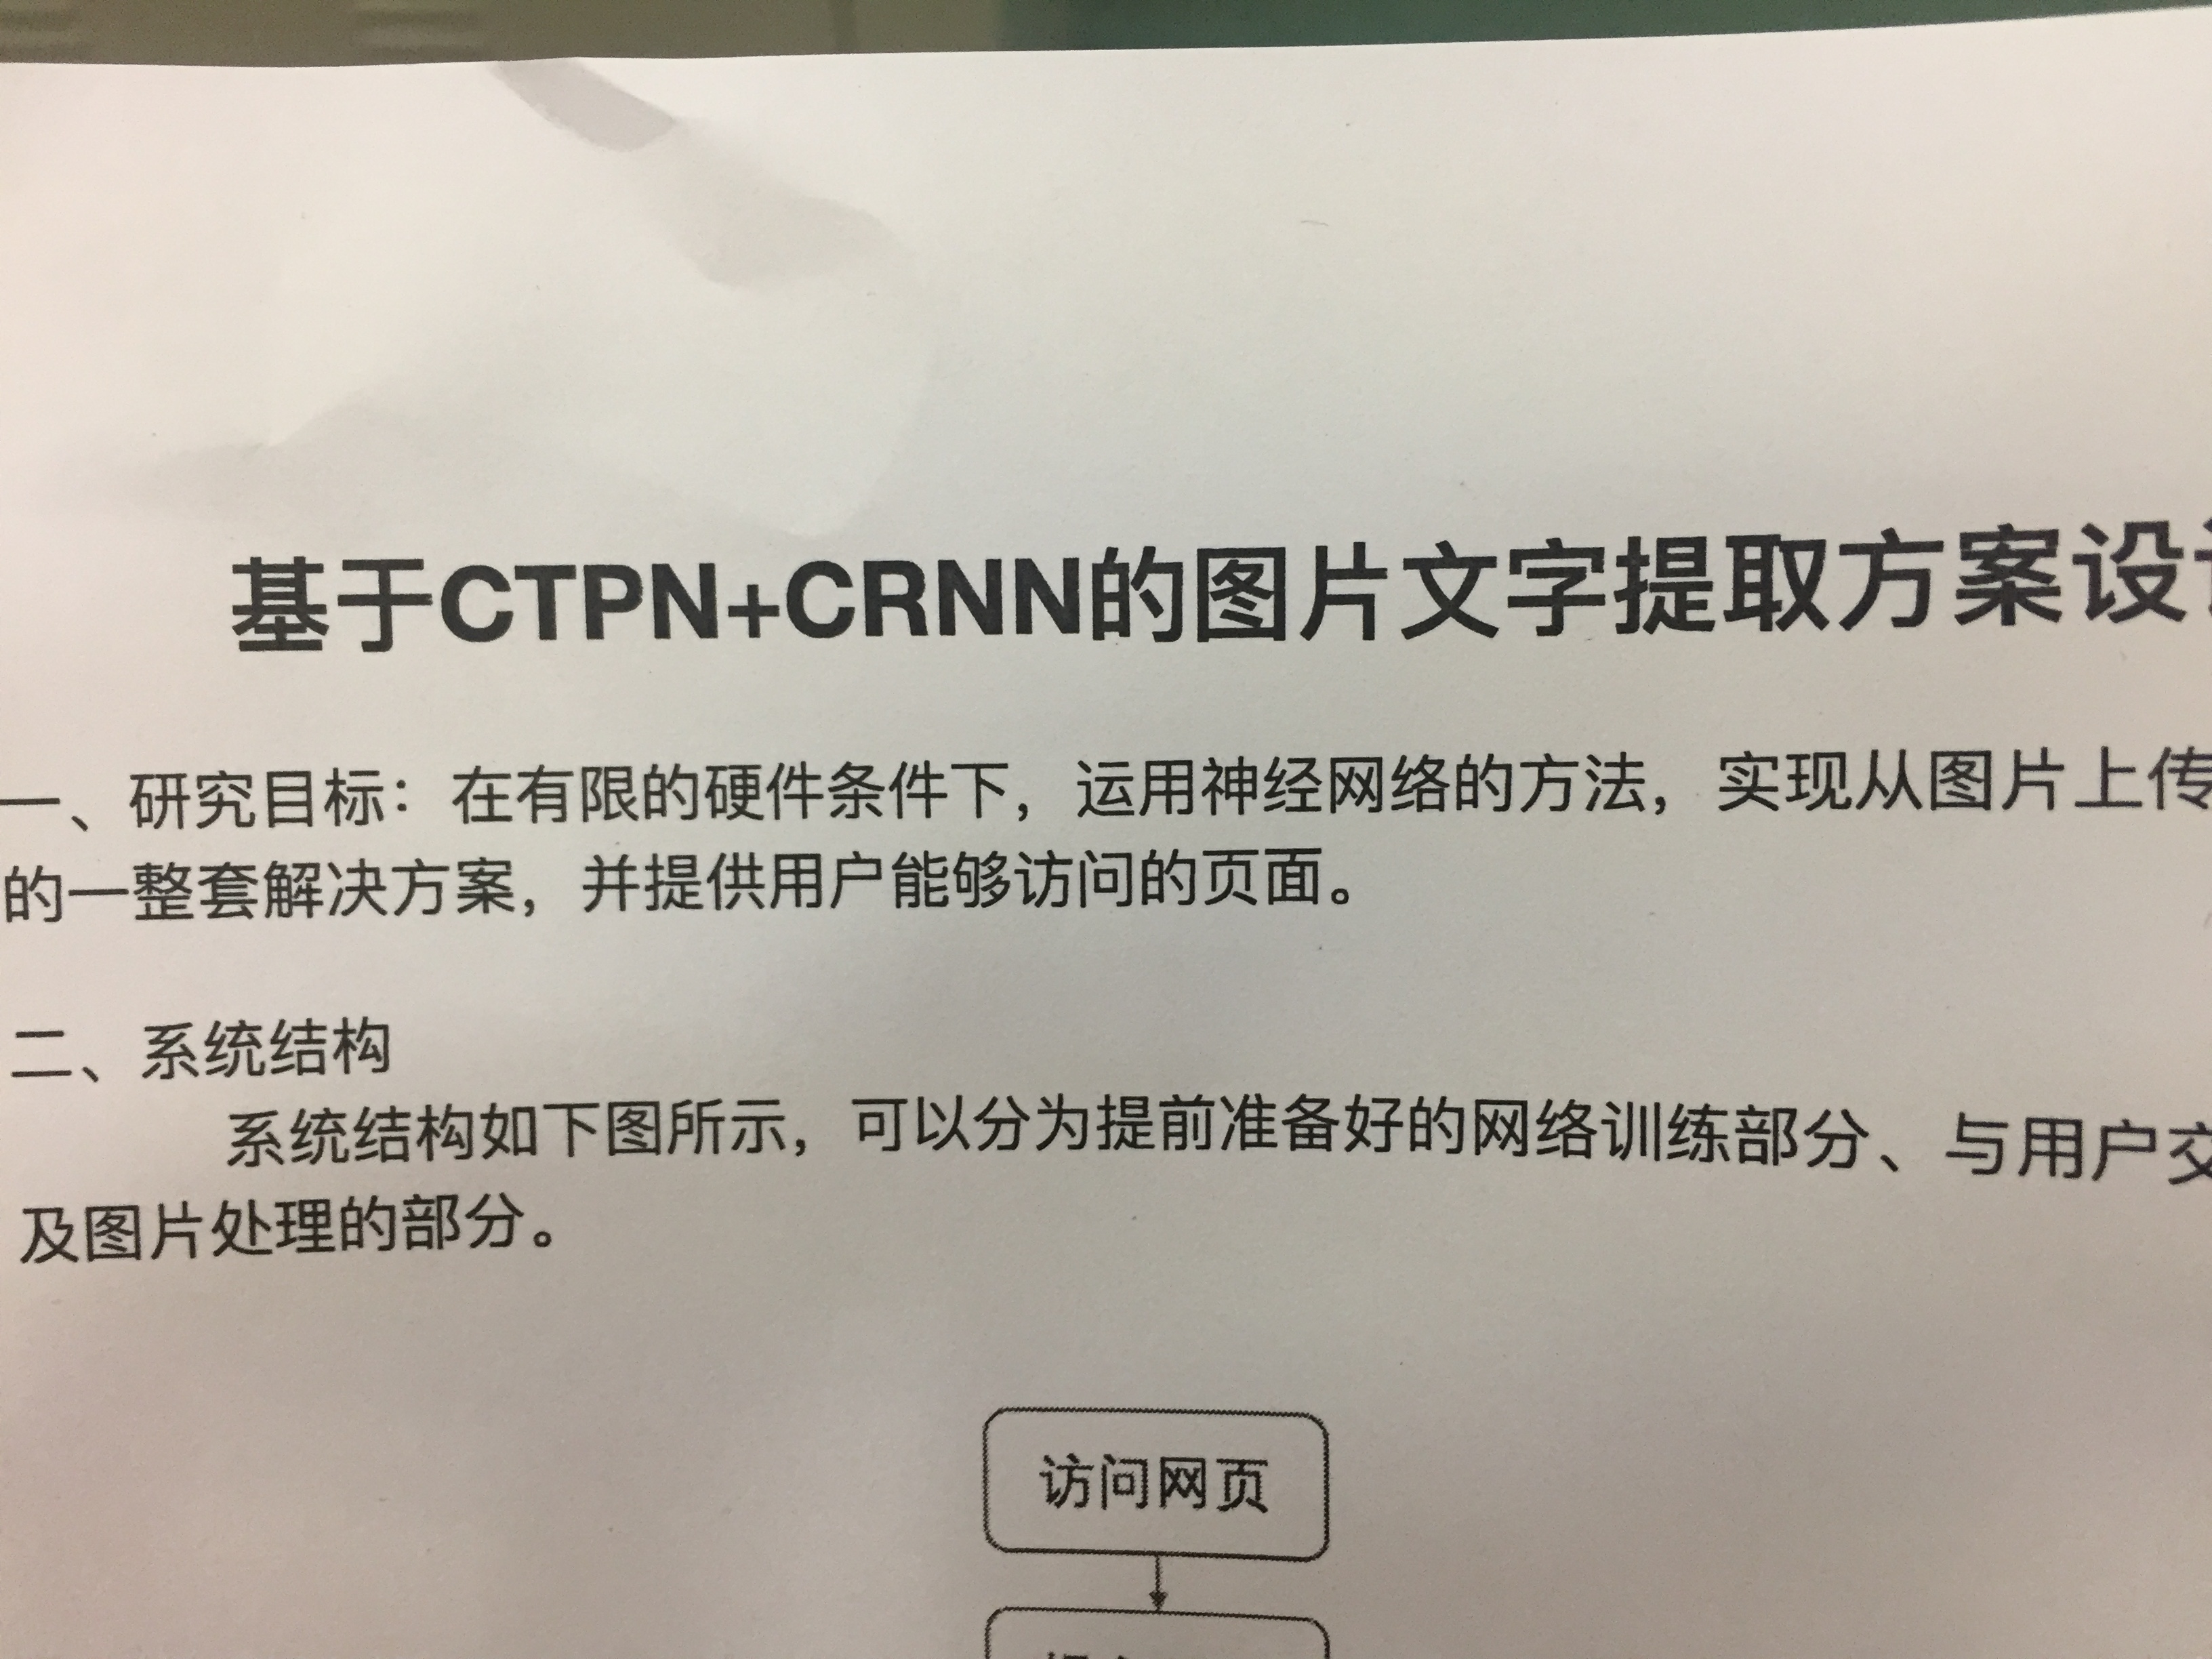 基于CTPN+CRNN的图片文字提取方案设
一、研究目标：在有限的硬件条件下，运用神经网络的方法，实现从图片上传
的一整套解决方案，并提供用户能够访问的页面。
二、系统结构
系统结构如下图所示，可以分为提前准备好的网络训练部分、与用户交
及图片处理的部分。
访问网页